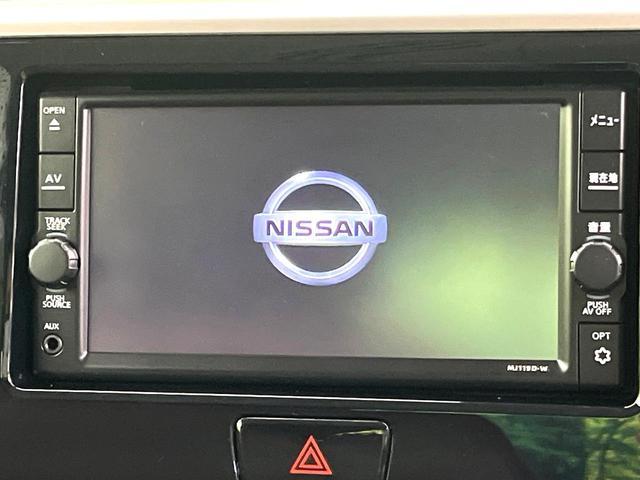 OPEN
AV
TRACK
SEEK
PUSH
SOURCE
AUX
NISSAN
MJ119D-W
メニュー
現在地
音量
PUSH
AV OFF
OPT